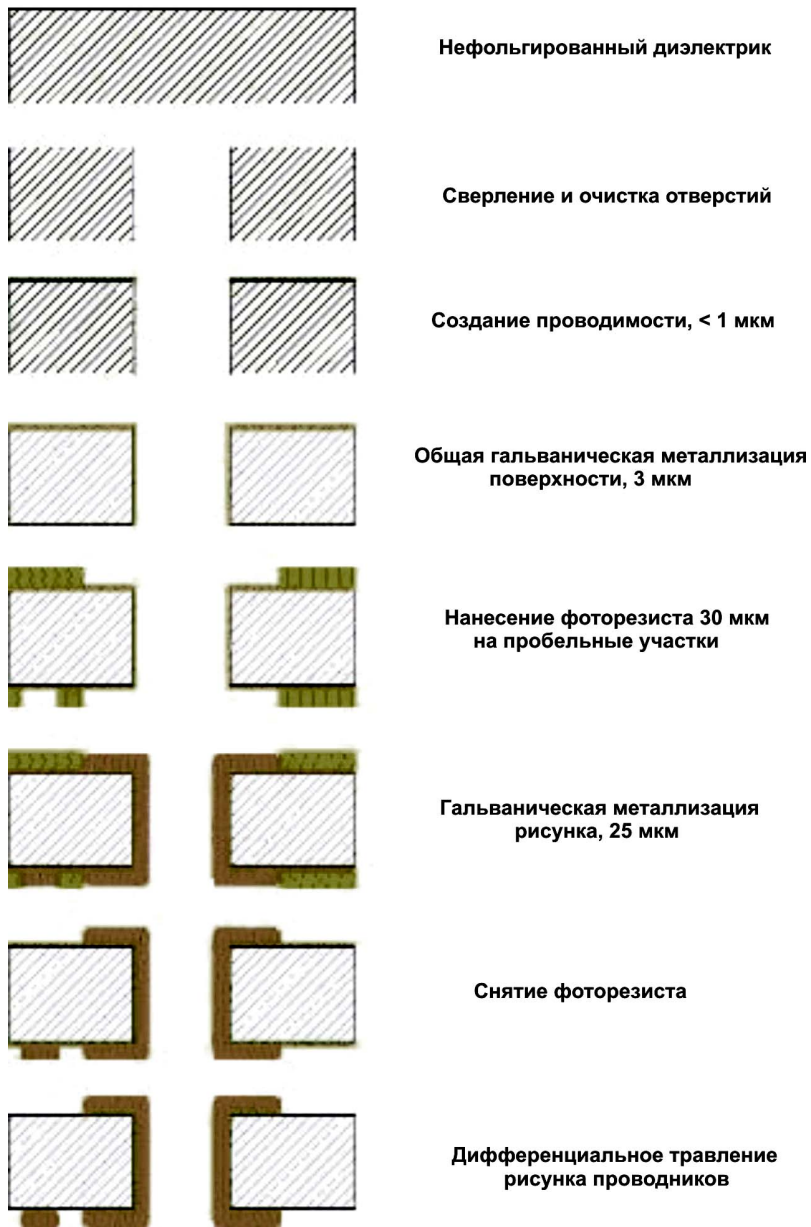 Нефольгированный диэлектрик
Сверление и очистка отверстий
Создание проводимости, < 1 мкм
Общая гальваническая металлизация
поверхности, 3 мкм
Нанесение фоторезиста 30 мкм
на пробельные участки
Гальваническая металлизация
рисунка, 25 мкм
Снятие фоторезиста
Дифференциальное травление
рисунка проводников